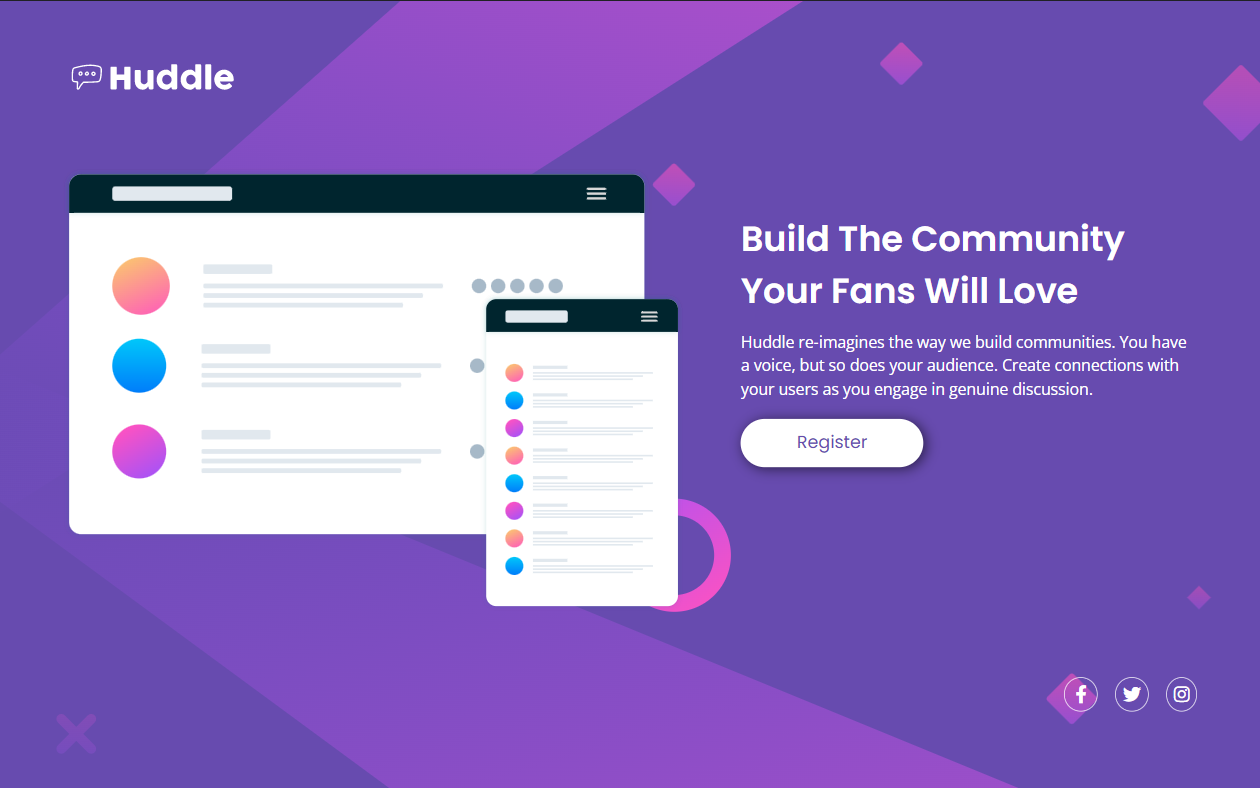 Huddle
Build The Community
Your Fans Will Love
Huddle re-imagines the way we build communities. You have
a voice, but so does your audience. Create connections with
your users as you engage in genuine discussion.
Register